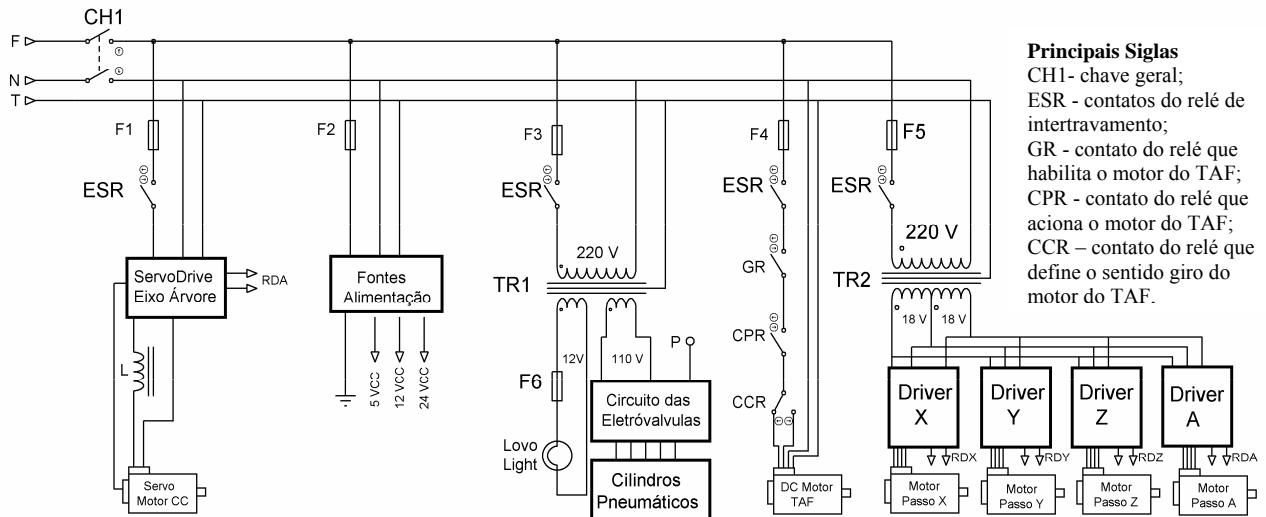 CH1
F
N
T
F1
F2
F3
F4
F5
ESR
ESR
ESR
ESR
220 V
220 V
GR
TR1
TR2
ServoDrive
Eixo Árvore
RDA
Fontes
Alimentação
18 V
18 V
CPR
12V
110 V
P
L
F6
5 VCC
12 VCC
24 VCC
Circuito das
Eletróvalvulas
CCR
Driver
X
Driver
Y
Driver
Z
Driver
A
Lovo
Light
RDX
RDY
RDZ
RDA
Cilindros
Pneumáticos
Servo
Motor CC
DC Motor
TAF
Motor
Passo X
Motor
Passo Y
Motor
Passo Z
Motor
Passo A
Principais Siglas
CH1- chave geral;
ESR - contatos do relé de
intertravamento;
GR - contato do relé que
habilita o motor do TAF;
CPR - contato do relé que
aciona o motor do TAF;
CCR – contato do relé que
define o sentido giro do
motor do TAF.